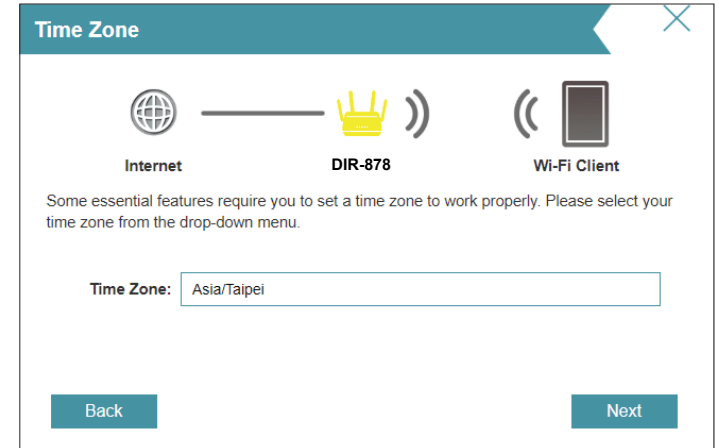 Time Zone
Internet
DIR-878
Wi-Fi Client
Some essential features require you to set a time zone to work properly. Please select your
time zone from the drop-down menu.
Time Zone: Asia/Taipei
Back
Next